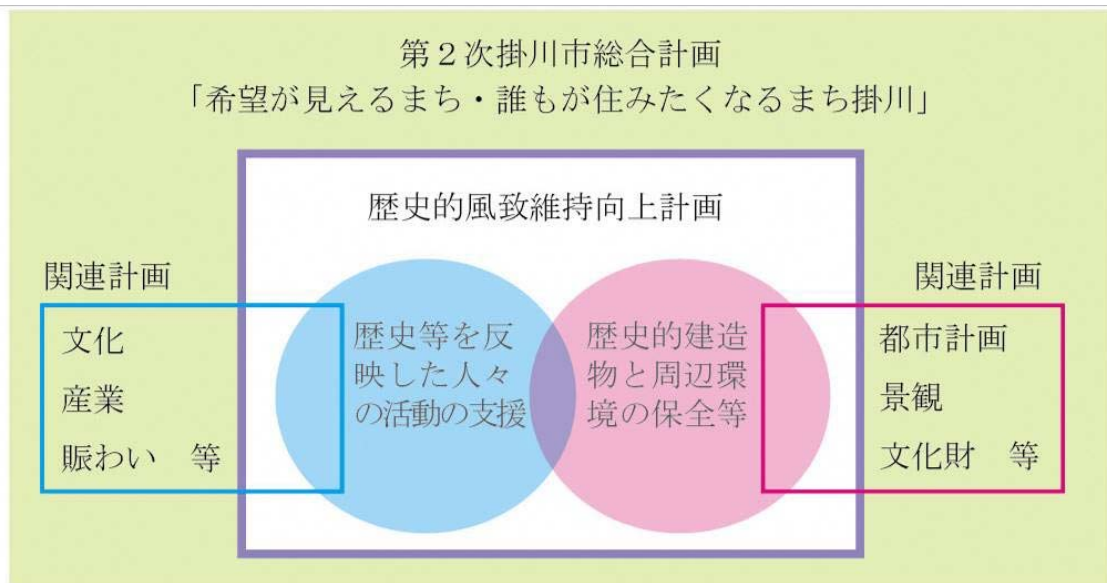 第２次掛川市総合計画
「希望が見えるまち・誰もが住みたくなるまち掛川」
歴史的風致維持向上計画
関連計画
文化
産業
賑わい　等
歴史等を反
映した人々
の活動の支援
歴史的建造
物と周辺環
境の保全等
関連計画
都市計画
景観
文化財　等